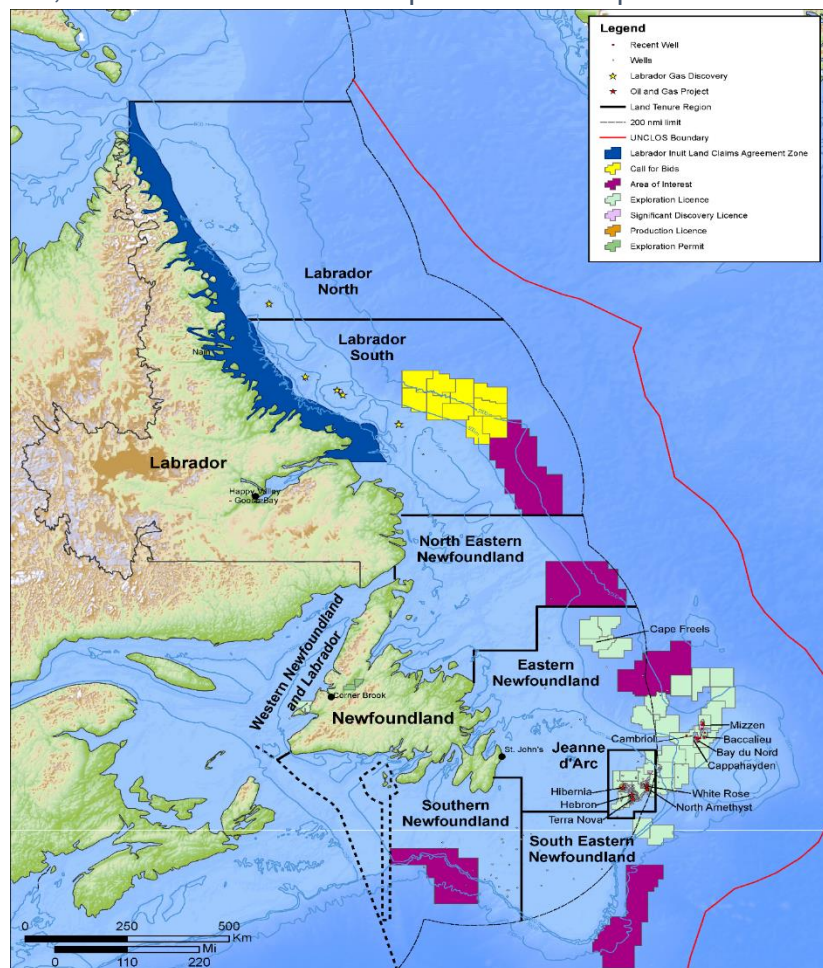 Legend
Recent Well
Wells
Labrador Gas Discovery
Oil and Gas Project
Land Tenure Region
200 nmi limit
UNCLOS Boundary
Labrador Inuit Land Claims Agreement Zone
Call for Bids
Area of Interest
Exploration Licence
Significant Discovery Licence
Production Licence
Exploration Permit
Labrador
North
Labrador
South
Nain
Labrador
Happy Valley
- Goose Bay
North Eastern
Newfoundland
Cape Freels
Eastern
Newfoundland
Western Newfoundland
and Labrador
Corner Brook
Newfoundland
St. John's
Jeanne
d'Arc
Cambriol
Mizzen
Baccalieu
Bay du Nord
Cappahayden
Hibernia
Hebron
Terra Nova
White Rose
North Amethyst
Southern
Newfoundland
South Eastern
Newfoundland
0 250 500
Km
Mi
0 110 220